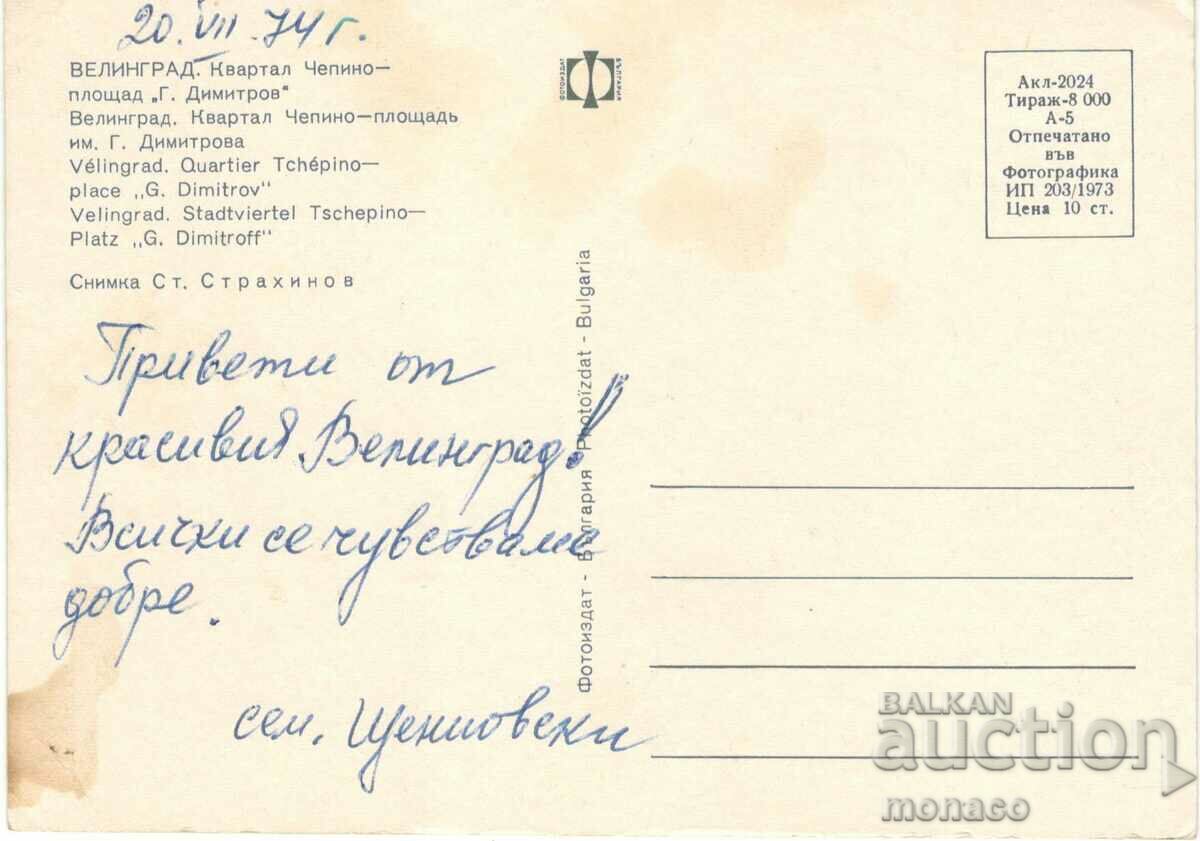 20. VII. 74 г.
ВЕЛИНГРАД. Квартал Чепино—
площад „Г. Димитров"
Велинград. Квартал Чепино—площадь
им. Г. Димитрова
Vélingrad. Quartier Tchépino—
place „G. Dimitrov"
Velingrad. Stadtviertel Tschepino—
Platz „G. Dimitroff"
Снимка Ст. Страхинов
Привети от
красивия Велинград!
Всички се чувстваме
добре.
сем.
ФОТОИЗДАТ
БЪЛГАРИЯ
Фотоиздат - България Photoïzdat - Bulgaria
Акл-2024
Тираж-8 000
А-5
Отпечатано
във
Фотографика
ИП 203/1973
Цена 10 ст.
BALKAN
auction
monaco